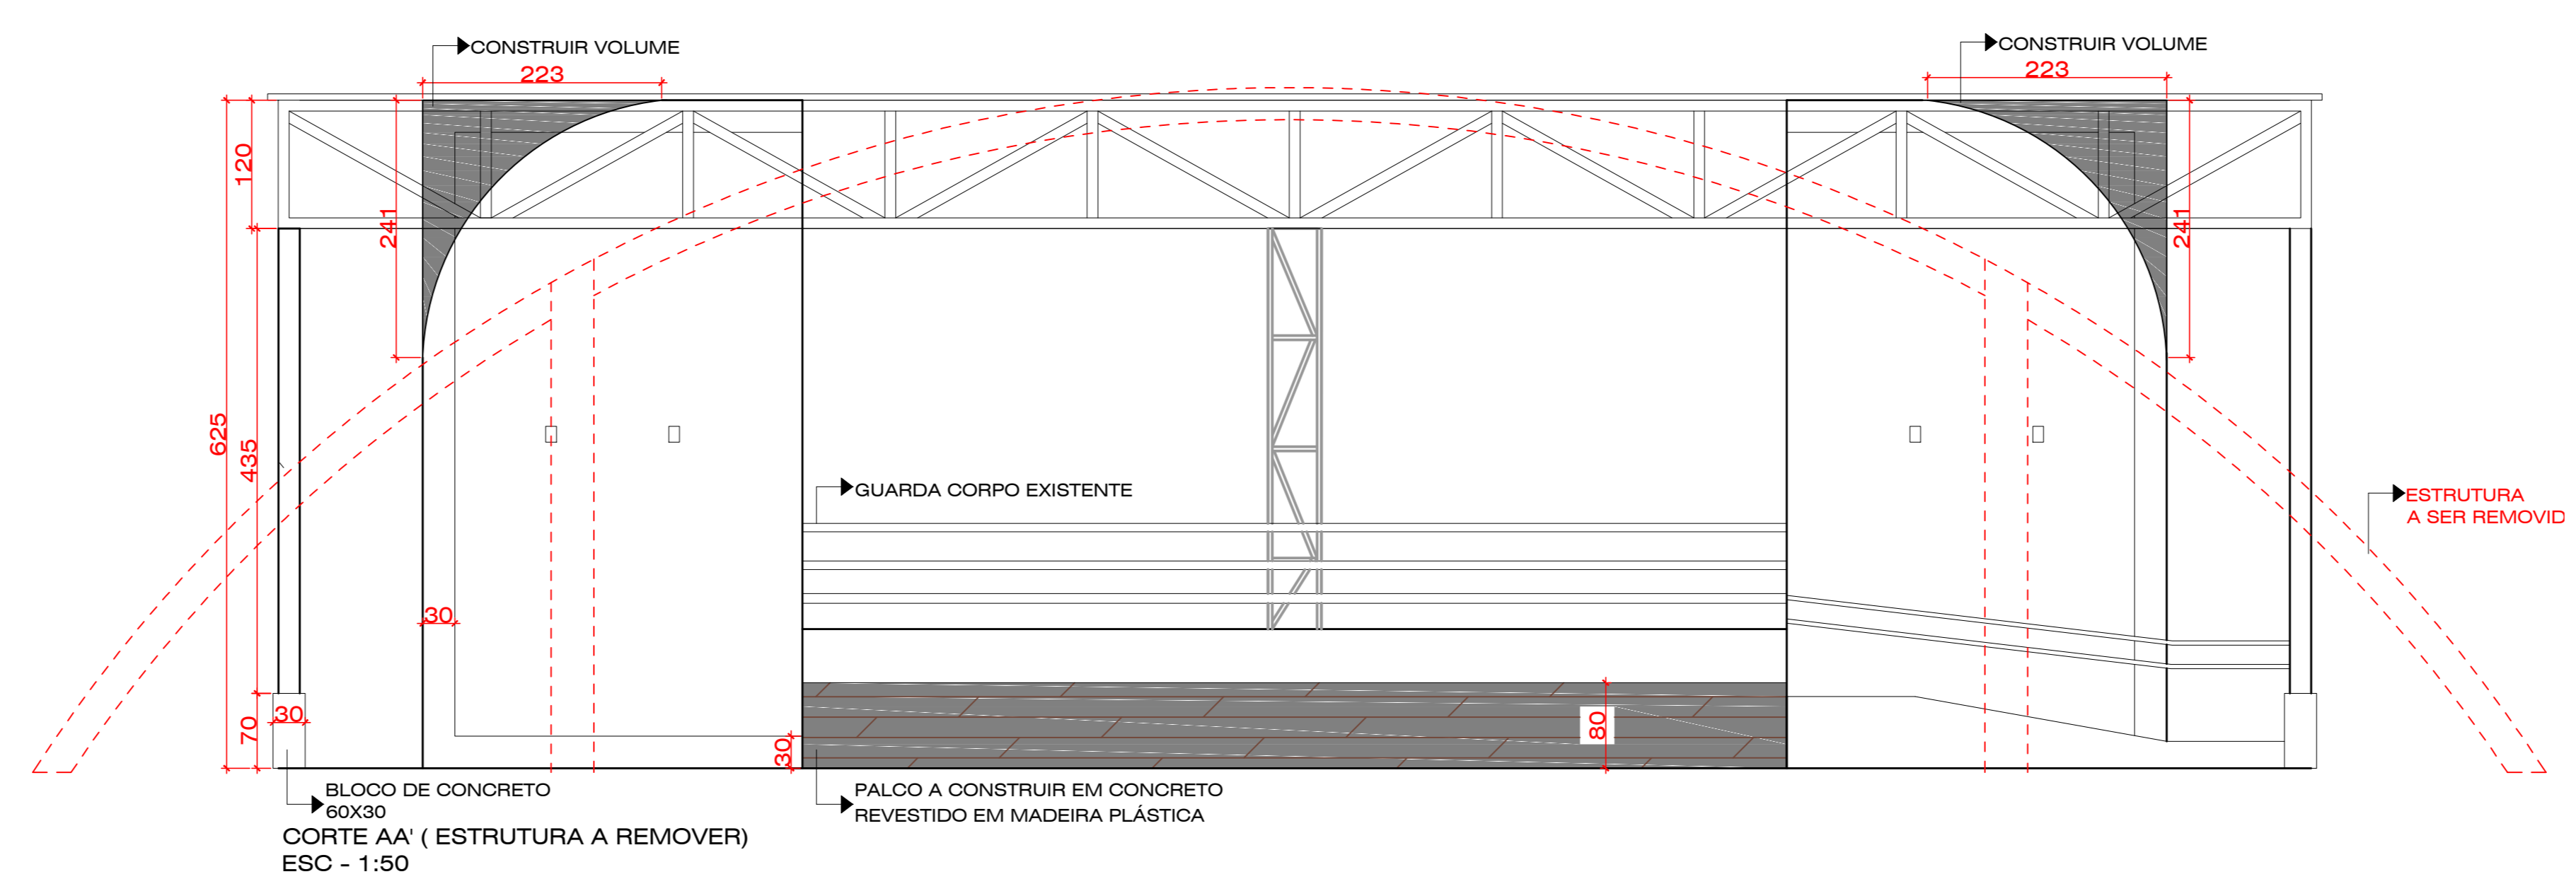 CONSTRUIR VOLUME
223
CONSTRUIR VOLUME
223
120
241
241
625
435
GUARDA CORPO EXISTENTE
ESTRUTURA
A SER REMOVID
30
70
30
30
80
BLOCO DE CONCRETO
60X30
PALCO A CONSTRUIR EM CONCRETO
REVESTIDO EM MADEIRA PLÁSTICA
CORTE AA' ( ESTRUTURA A REMOVER)
ESC - 1:50